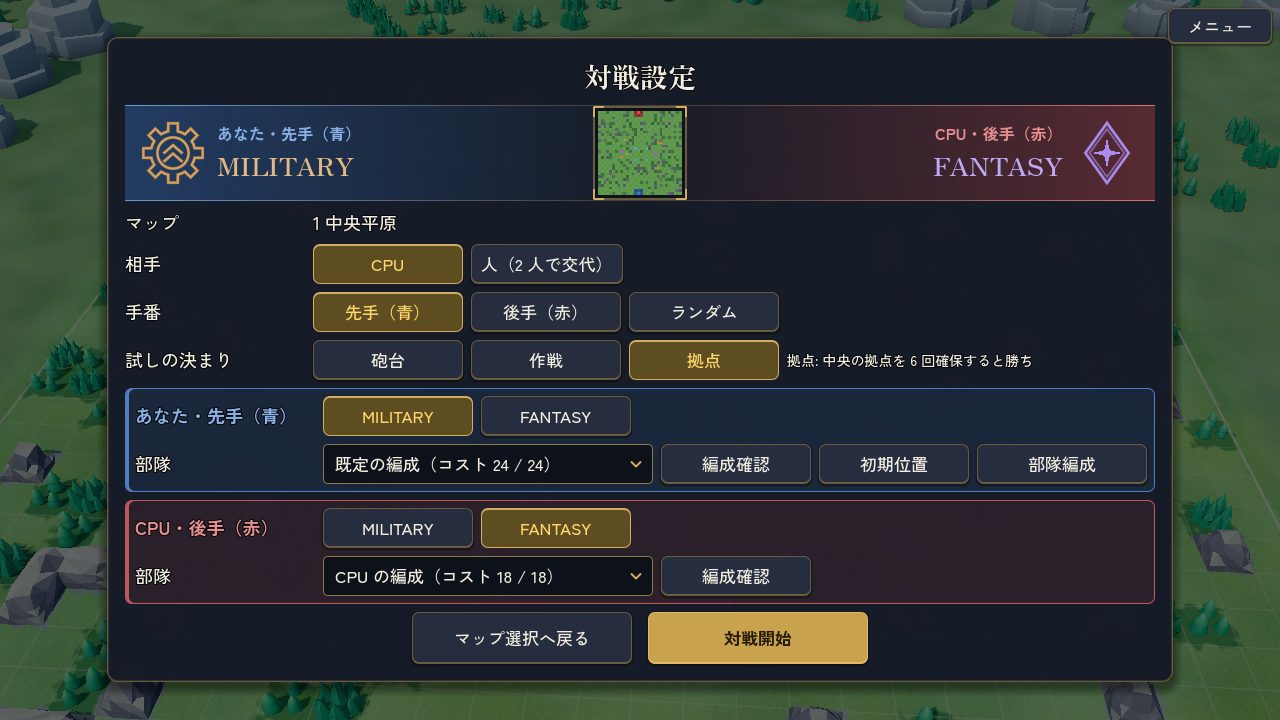 メニュー
対戦設定
あなた・先手（青）
MILITARY
CPU・後手（赤）
FANTASY
マップ 1 中央平原
相手 CPU 人（2 人で交代）
手番 先手（青） 後手（赤） ランダム
試しの決まり 砲台 作戦 拠点 拠点: 中央の拠点を 6 回確保すると勝ち
あなた・先手（青） MILITARY FANTASY
部隊 既定の編成（コスト 24 / 24） 編成確認 初期位置 部隊編成
CPU・後手（赤） MILITARY FANTASY
部隊 CPU の編成（コスト 18 / 18） 編成確認
マップ選択へ戻る 対戦開始